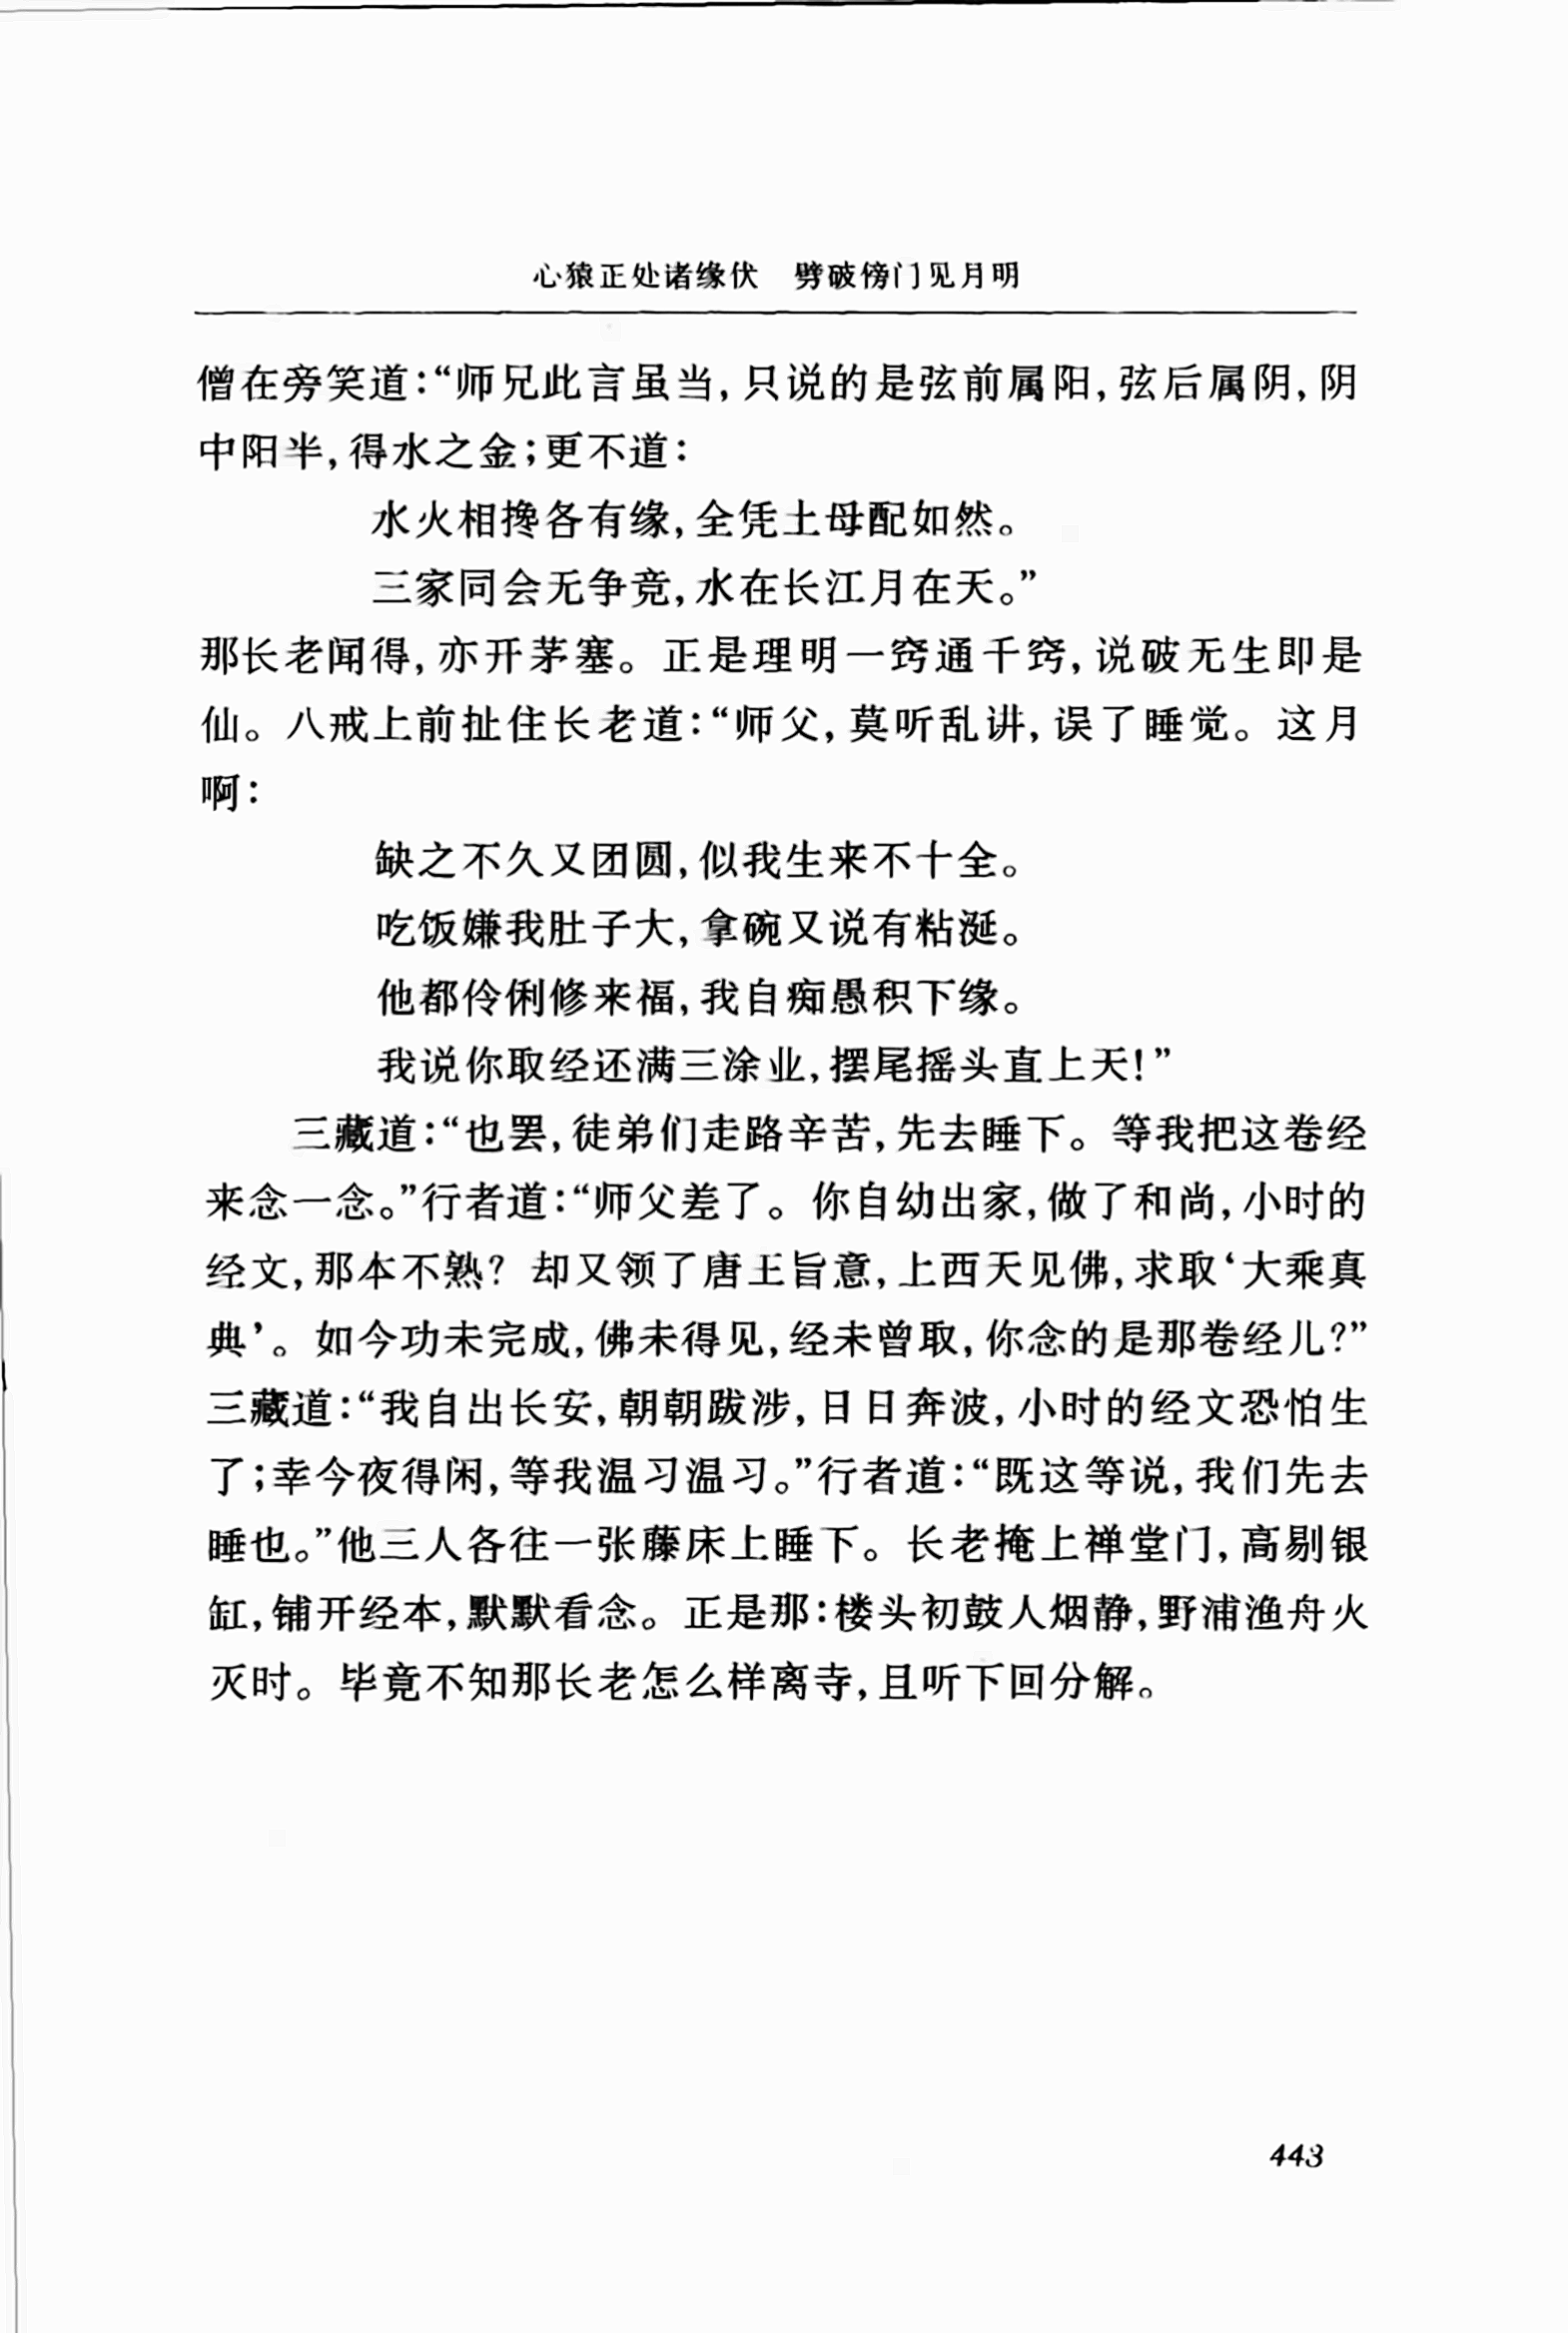 心猿正处诸缘伏　劈破傍门见月明
僧在旁笑道：“师兄此言虽当，只说的是弦前属阳，弦后属阴，阴
中阳半，得水之金；更不道：
水火相搀各有缘，全凭土母配如然。
三家同会无争竞，水在长江月在天。”
那长老闻得，亦开茅塞。正是理明一窍通千窍，说破无生即是
仙。八戒上前扯住长老道：“师父，莫听乱讲，误了睡觉。这月
啊：
缺之不久又团圆，似我生来不十全。
吃饭嫌我肚子大，拿碗又说有粘涎。
他都伶俐修来福，我自痴愚积下缘。
我说你取经还满三涂业，摆尾摇头直上天！”
三藏道：“也罢，徒弟们走路辛苦，先去睡下。等我把这卷经
来念一念。”行者道：“师父差了。你自幼出家，做了和尚，小时的
经文，那本不熟？却又领了唐王旨意，上西天见佛，求取‘大乘真
典’。如今功未完成，佛未得见，经未曾取，你念的是那卷经儿？”
三藏道：“我自出长安，朝朝跋涉，日日奔波，小时的经文恐怕生
了；幸今夜得闲，等我温习温习。”行者道：“既这等说，我们先去
睡也。”他三人各往一张藤床上睡下。长老掩上禅堂门，高剔银
缸，铺开经本，默默看念。正是那：楼头初鼓人烟静，野浦渔舟火
灭时。毕竟不知那长老怎么样离寺，且听下回分解。
443